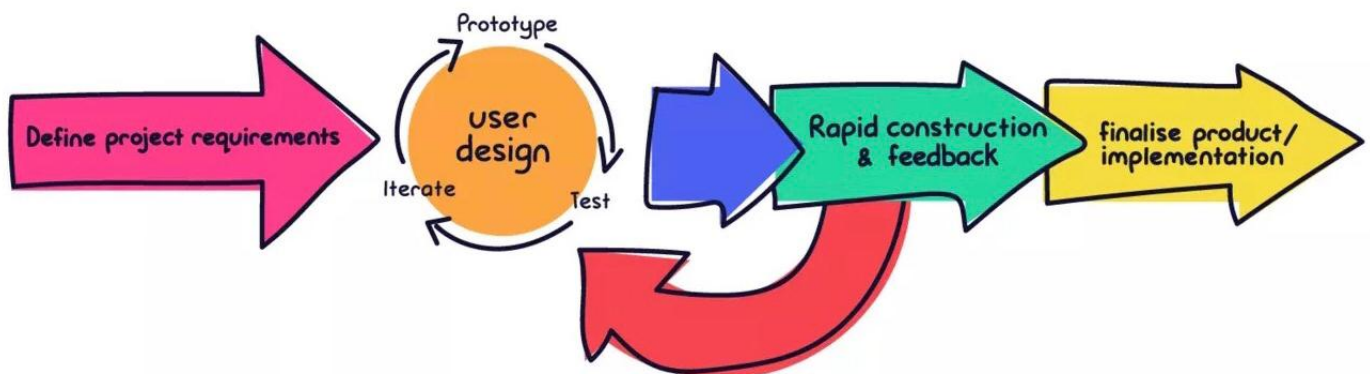 Define project requirements
Prototype
user
design
Iterate
Test
Rapid construction
& feedback
finalise product/
implementation